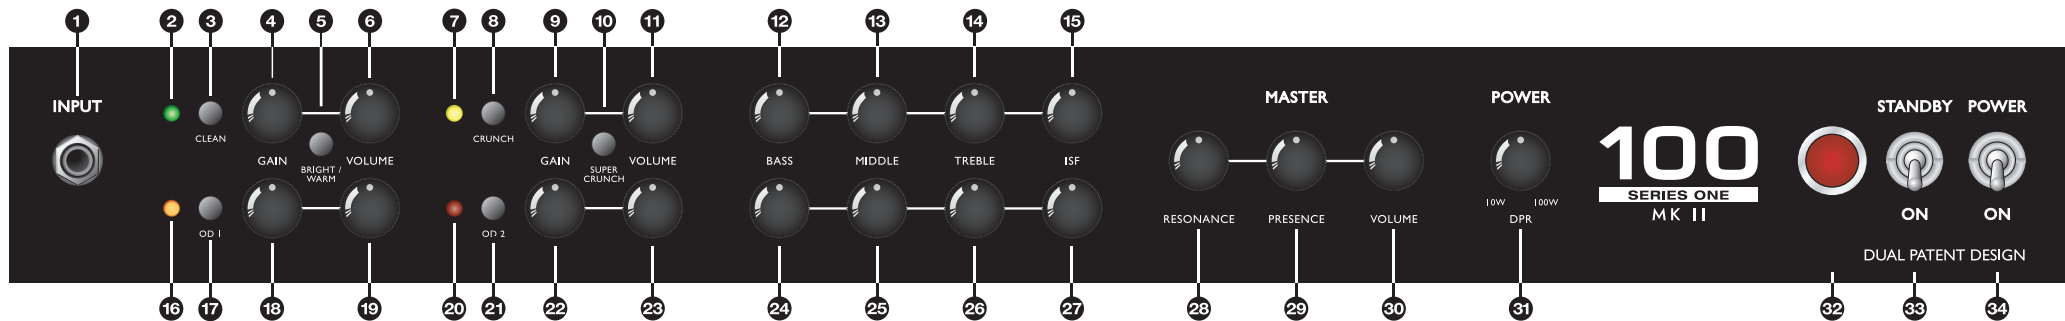 1 2 3 4 5 6 7 8 9 10 11 12 13 14 15
INPUT
CLEAN
GAIN
BRIGHT /
WARM
VOLUME
CRUNCH
GAIN
SUPER
CRUNCH
VOLUME
BASS
MIDDLE
TREBLE
ISF
OD 1
OD 2
MASTER
RESONANCE
PRESENCE
VOLUME
POWER
10W 100W
DPR
100
SERIES ONE
MK II
STANDBY
ON
POWER
ON
DUAL PATENT DESIGN
16 17 18 19 20 21 22 23 24 25 26 27 28 29 30 31 32 33 34